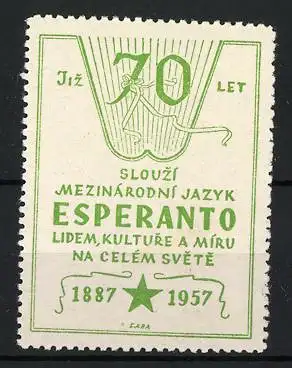 Již 70 LET
SLOUŽÍ
MEZINÁRODNÍ JAZYK
ESPERANTO
LIDEM, KULTUŘE A MÍRU
NA CELÉM SVĚTĚ
1887 ★ 1957